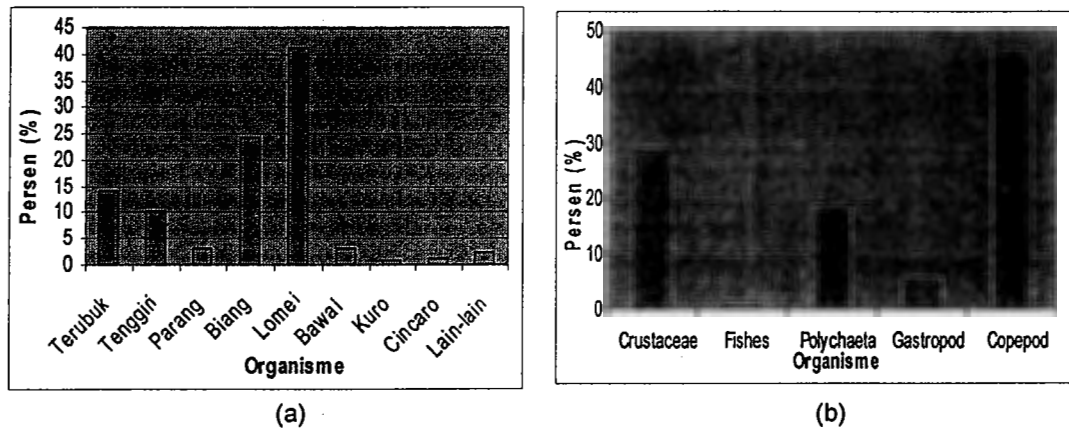 45
40
35
30
25
20
15
10
5
0
Persen (%)
Terubuk
Tenggiri
Parang
Biang
Lomei
Bawal
Kuro
Cincaro
Lain-lain
Organisme
(a)
50
40
30
20
10
0
Persen (%)
Crustaceae Fishes Polychaeta Gastropod Copepod
Organisme
(b)